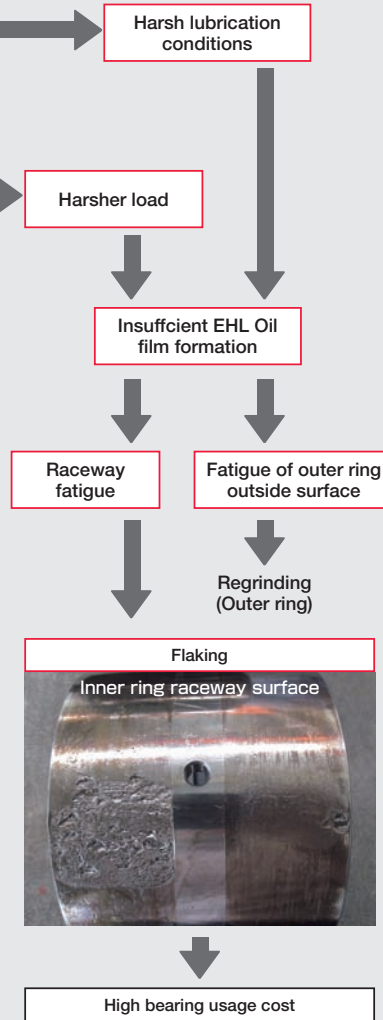 Harsh lubrication
conditions
Harsher load
Insuffcient EHL Oil
film formation
Raceway
fatigue
Fatigue of outer ring
outside surface
Regrinding
(Outer ring)
Flaking
Inner ring raceway surface
High bearing usage cost